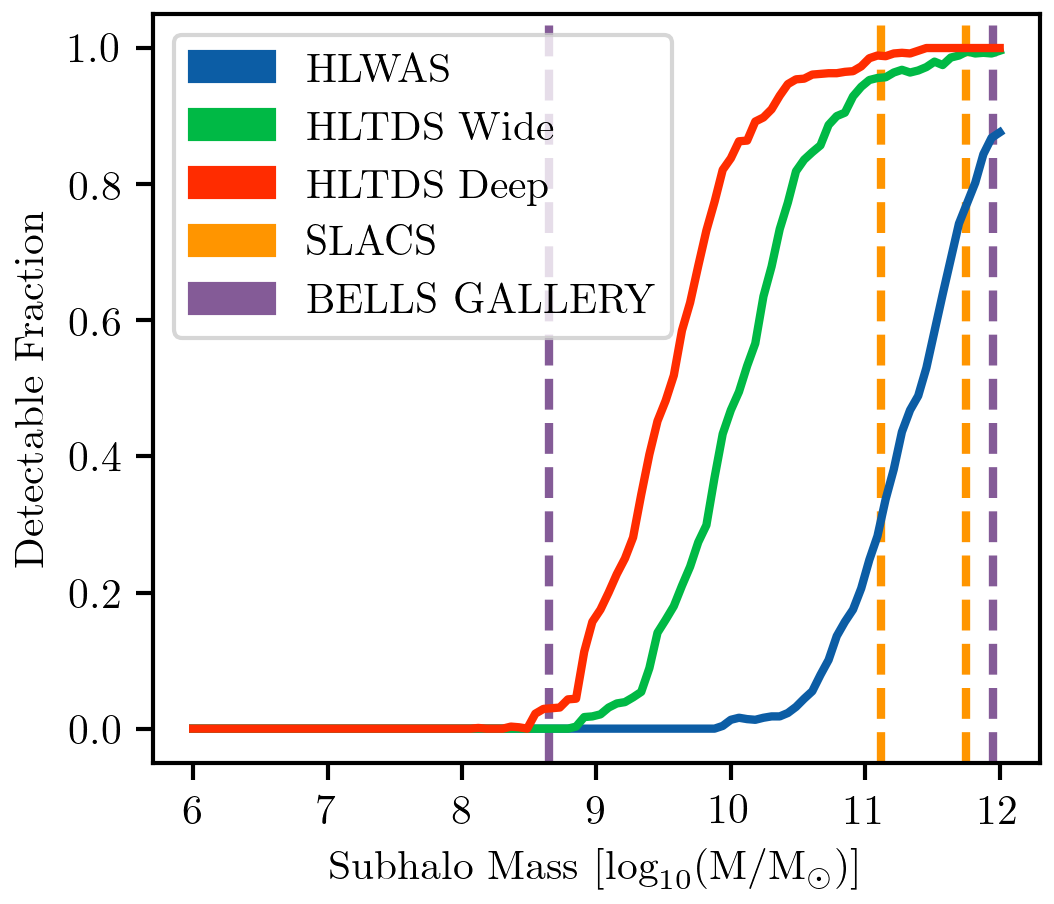 HLWAS
HLTDS Wide
HLTDS Deep
SLACS
BELLS GALLERY
Detectable Fraction
1.0
0.8
0.6
0.4
0.2
0.0
6 7 8 9 10 11 12
Subhalo Mass [log₁₀(M/M☉)]